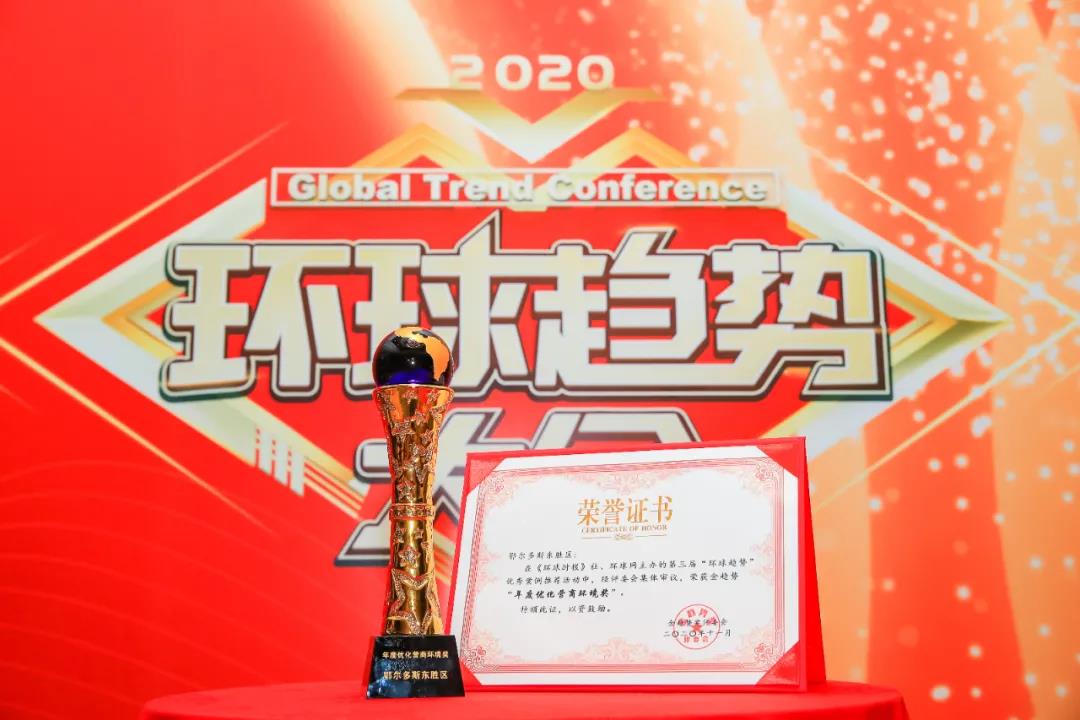 2020
Global Trend Conference
环球趋势
大会
年度优化营商环境奖
鄂尔多斯东胜区
荣誉证书
CERTIFICATE OF HONOR
鄂尔多斯东胜区：
在《环球时报》社、环球网主办的第三届“环球趋势”
优秀案例推荐活动中，经评委会集体审议，荣获金趋势
“年度优化营商环境奖”。
特颁此证，以资鼓励。
二〇二〇年十一月